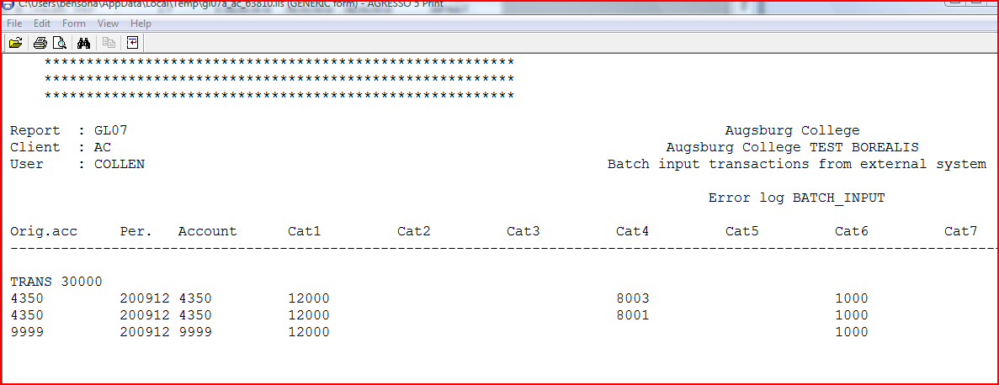 C:\Users\bensona\AppData\Local\Temp\gl07a_ac_63810.lis (GENERIC form) - AGRESSO 5 Print
File Edit Form View Help
********************************************************
********************************************************
********************************************************
Report : GL07 Augsburg College
Client : AC Augsburg College TEST BOREALIS
User : COLLEN Batch input transactions from external system
Error log BATCH_INPUT
Orig.acc Per. Account Cat1 Cat2 Cat3 Cat4 Cat5 Cat6 Cat7
----------------------------------------------------------------------------------------------------------------------
TRANS 30000
4350 200912 4350 12000 8003 1000
4350 200912 4350 12000 8001 1000
9999 200912 9999 12000 1000